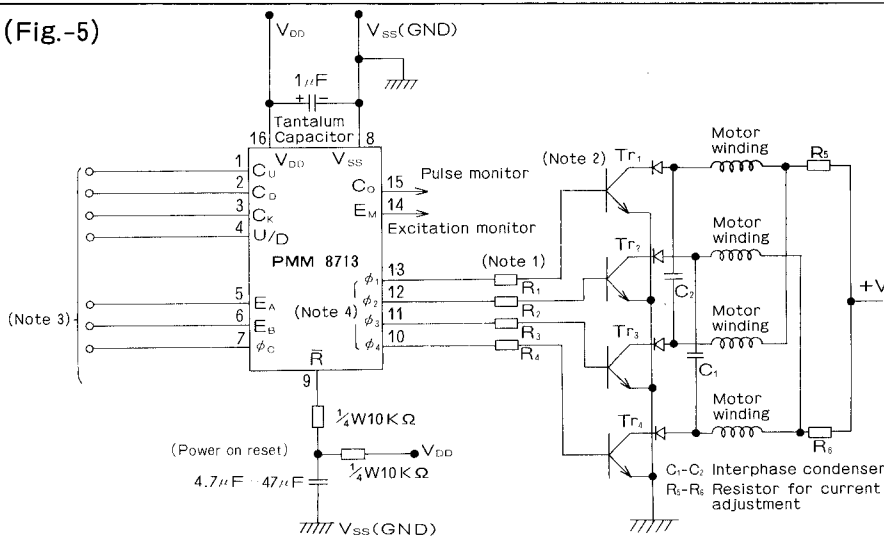 (Fig.-5)
VDD
VSS(GND)
1μF
+ −
Tantalum
Capacitor
16
8
VDD
VSS
1
CU
2
CD
3
CK
4
U/D
PMM 8713
5
EA
6
EB
7
φC
R̄
9
(Note 3)
CO
15
Pulse monitor
EM
14
Excitation monitor
13
φ1
12
φ2
11
φ3
10
φ4
(Note 4)
(Note 1)
R1
R2
R3
R4
(Note 2)
Tr1
Tr2
Tr3
Tr4
Motor
winding
R5
Motor
winding
C2
+V
Motor
winding
C1
Motor
winding
R6
¼W10KΩ
(Power on reset)
VDD
¼W10KΩ
4.7μF 47μF
VSS(GND)
C1-C2 Interphase condenser
R5-R6 Resistor for current
adjustment